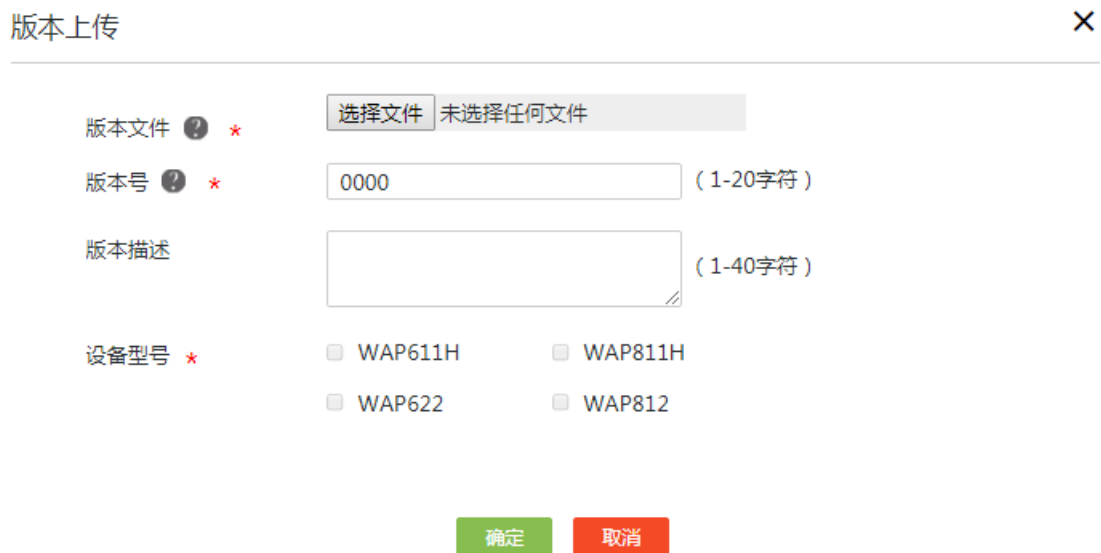 版本上传 ×
版本文件 ? * 选择文件 未选择任何文件
版本号 ? * 0000 （1-20字符）
版本描述 （1-40字符）
设备型号 * WAP611H WAP811H
WAP622 WAP812
确定 取消